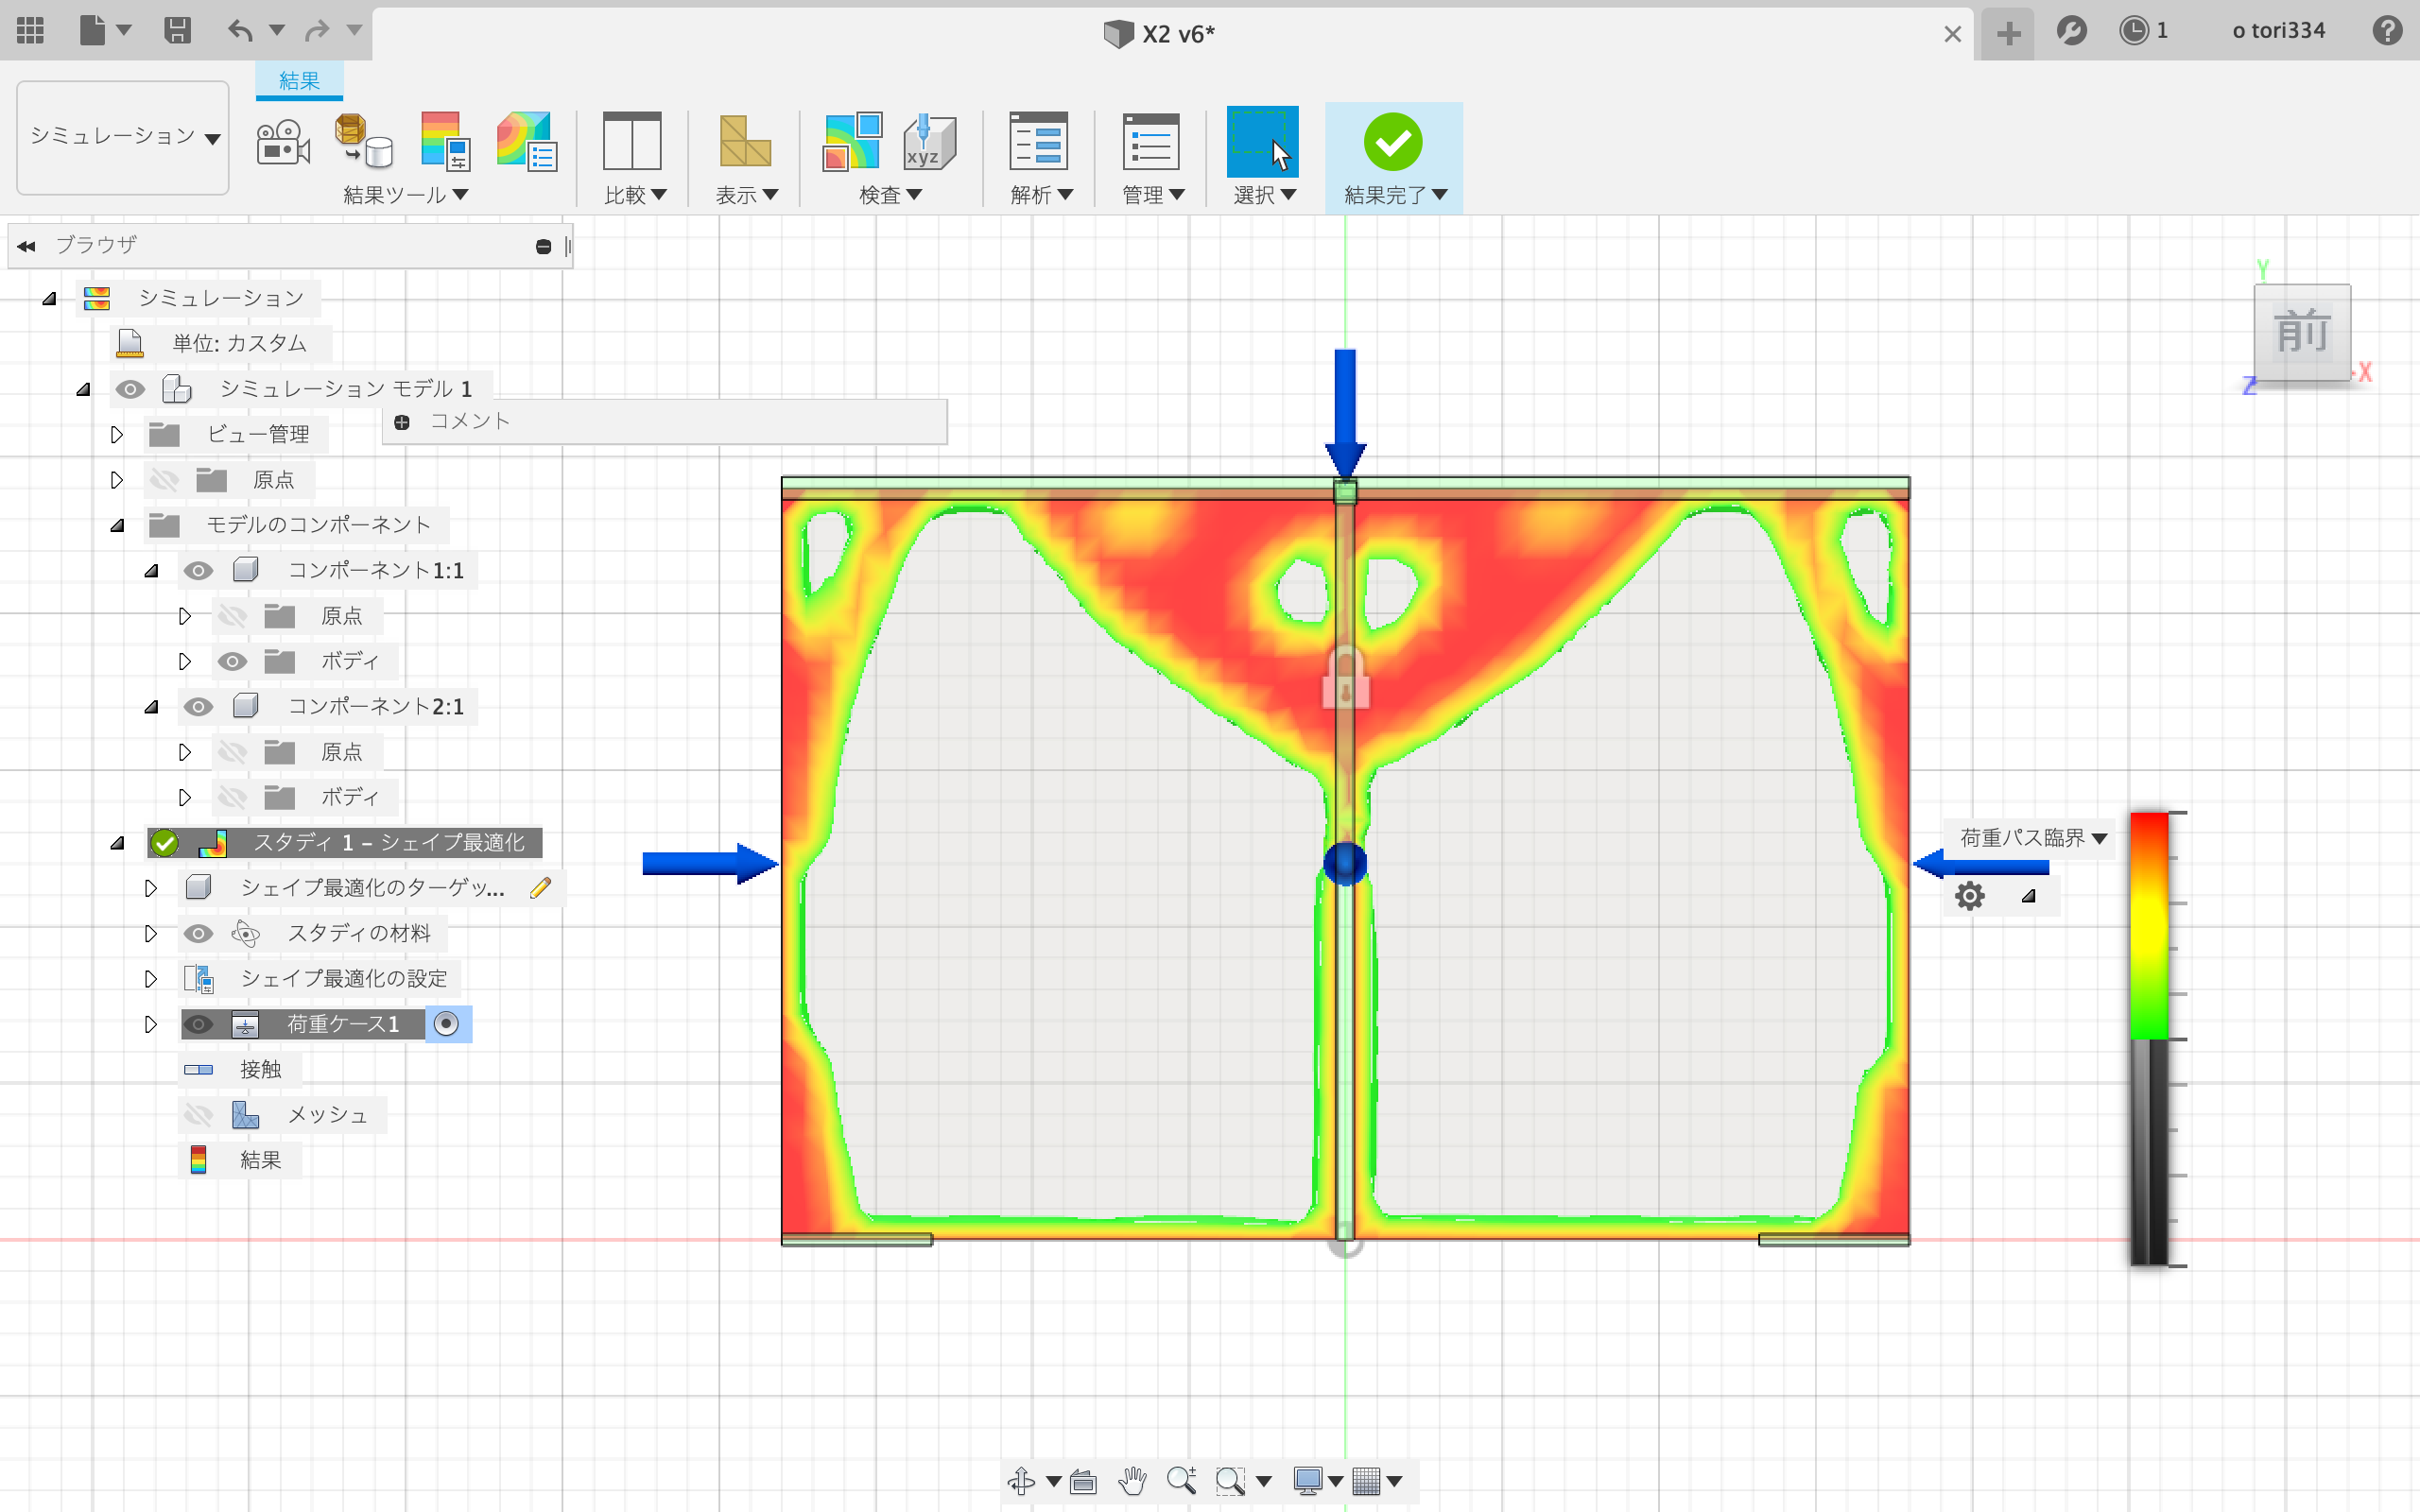 X2 v6*
1
o tori334
結果
シミュレーション
xyz
結果ツール
比較
表示
検査
解析
管理
選択
結果完了
ブラウザ
シミュレーション
単位: カスタム
シミュレーション モデル 1
コメント
ビュー管理
原点
モデルのコンポーネント
コンポーネント1:1
原点
ボディ
コンポーネント2:1
原点
ボディ
スタディ 1 – シェイプ最適化
シェイプ最適化のターゲッ...
スタディの材料
シェイプ最適化の設定
荷重ケース1
接触
メッシュ
結果
Y
前
X
Z
荷重パス臨界